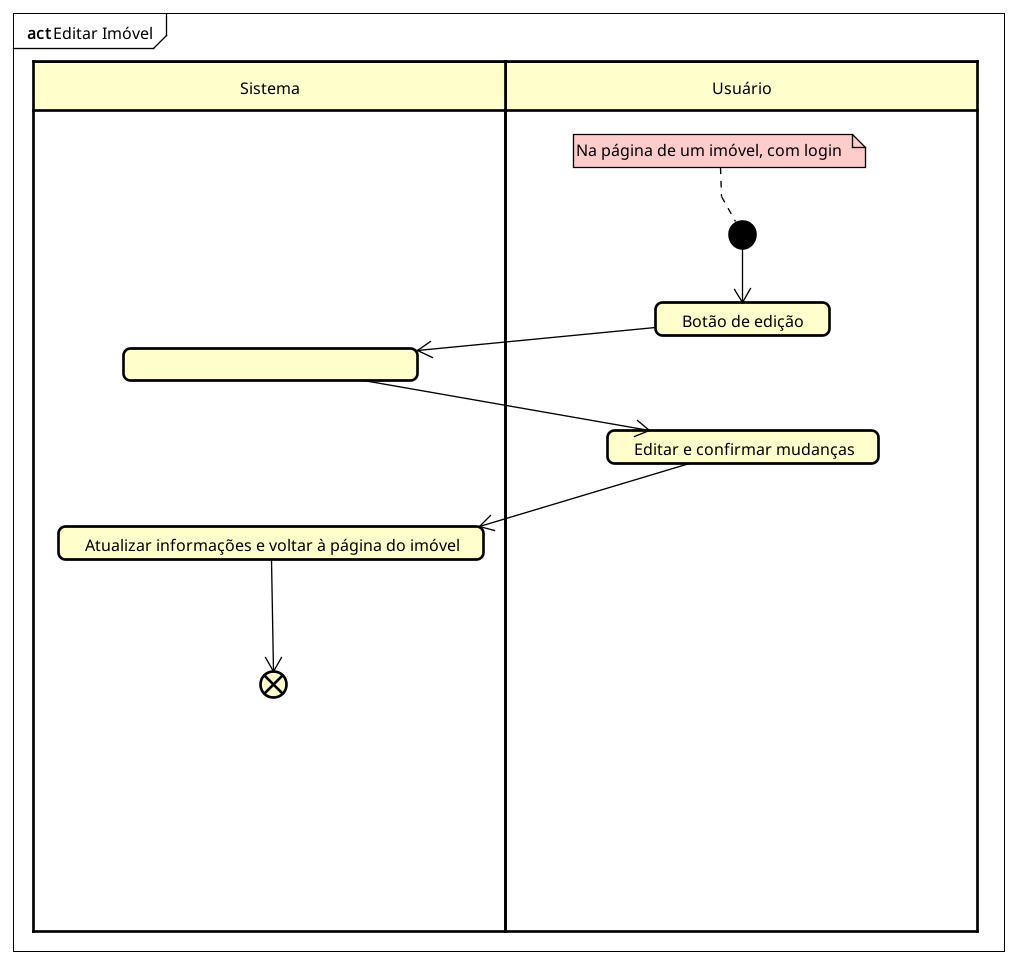 act Editar Imóvel
Sistema
Usuário
Na página de um imóvel, com login
Botão de edição
Editar e confirmar mudanças
Atualizar informações e voltar à página do imóvel